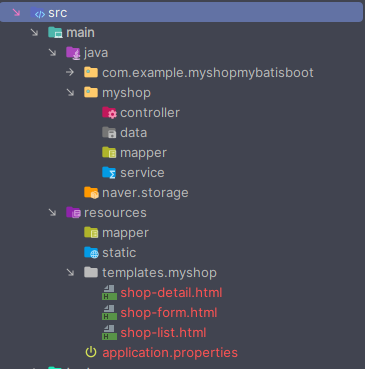 src
main
java
com.example.myshopmybatisboot
myshop
controller
data
mapper
service
naver.storage
resources
mapper
static
templates.myshop
shop-detail.html
shop-form.html
shop-list.html
application.properties